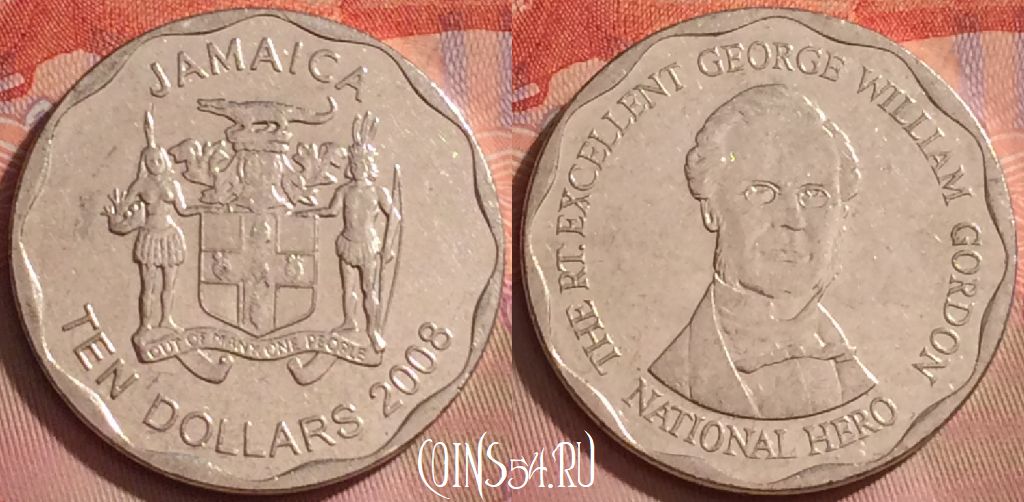 JAMAICA
OUT OF MANY, ONE PEOPLE
TEN DOLLARS 2008
THE RT. EXCELLENT GEORGE WILLIAM GORDON
NATIONAL HERO
COINS54.RU